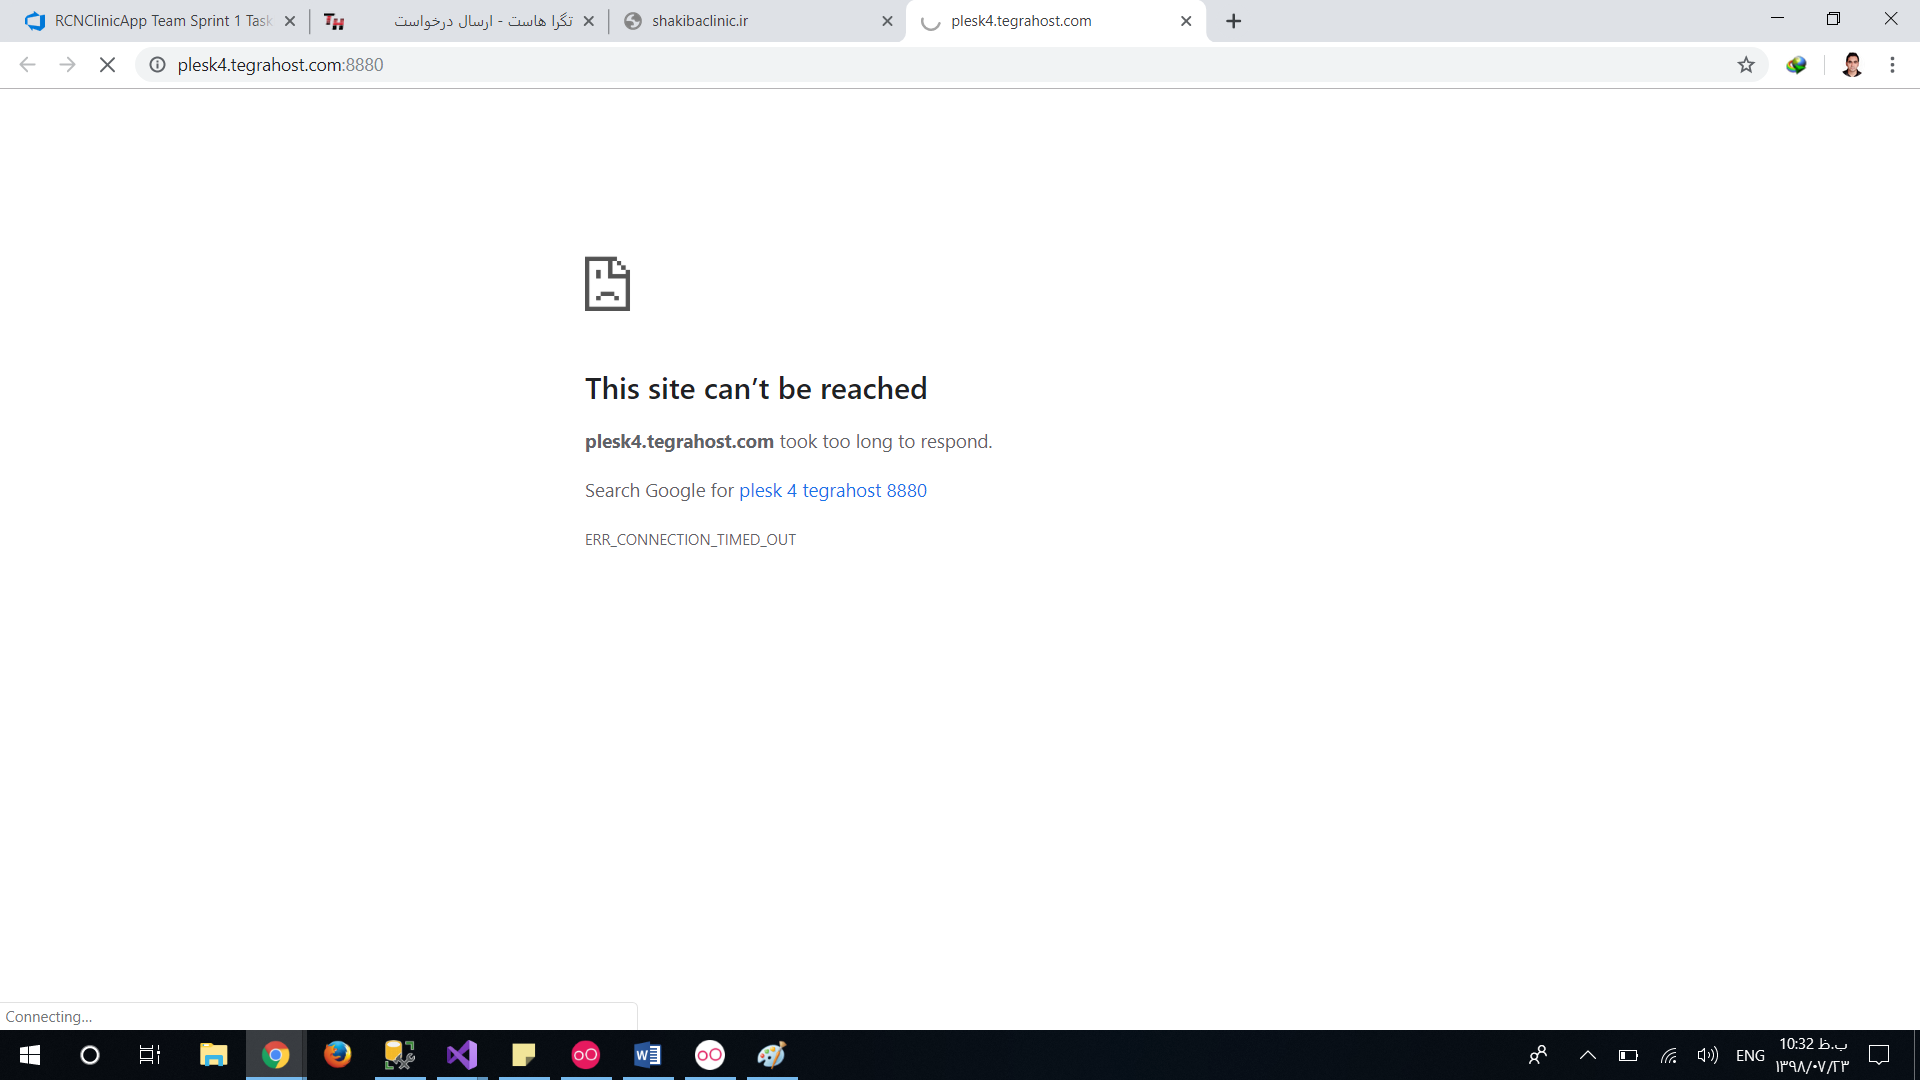 RCNClinicApp Team Sprint 1 Task
TH
تگرا هاست - ارسال درخواست
shakibaclinic.ir
plesk4.tegrahost.com
plesk4.tegrahost.com:8880
This site can’t be reached
plesk4.tegrahost.com took too long to respond.
Search Google for plesk 4 tegrahost 8880
ERR_CONNECTION_TIMED_OUT
Connecting...
ENG
10:32 ب.ظ
۱۳۹۸/۰۷/۲۳